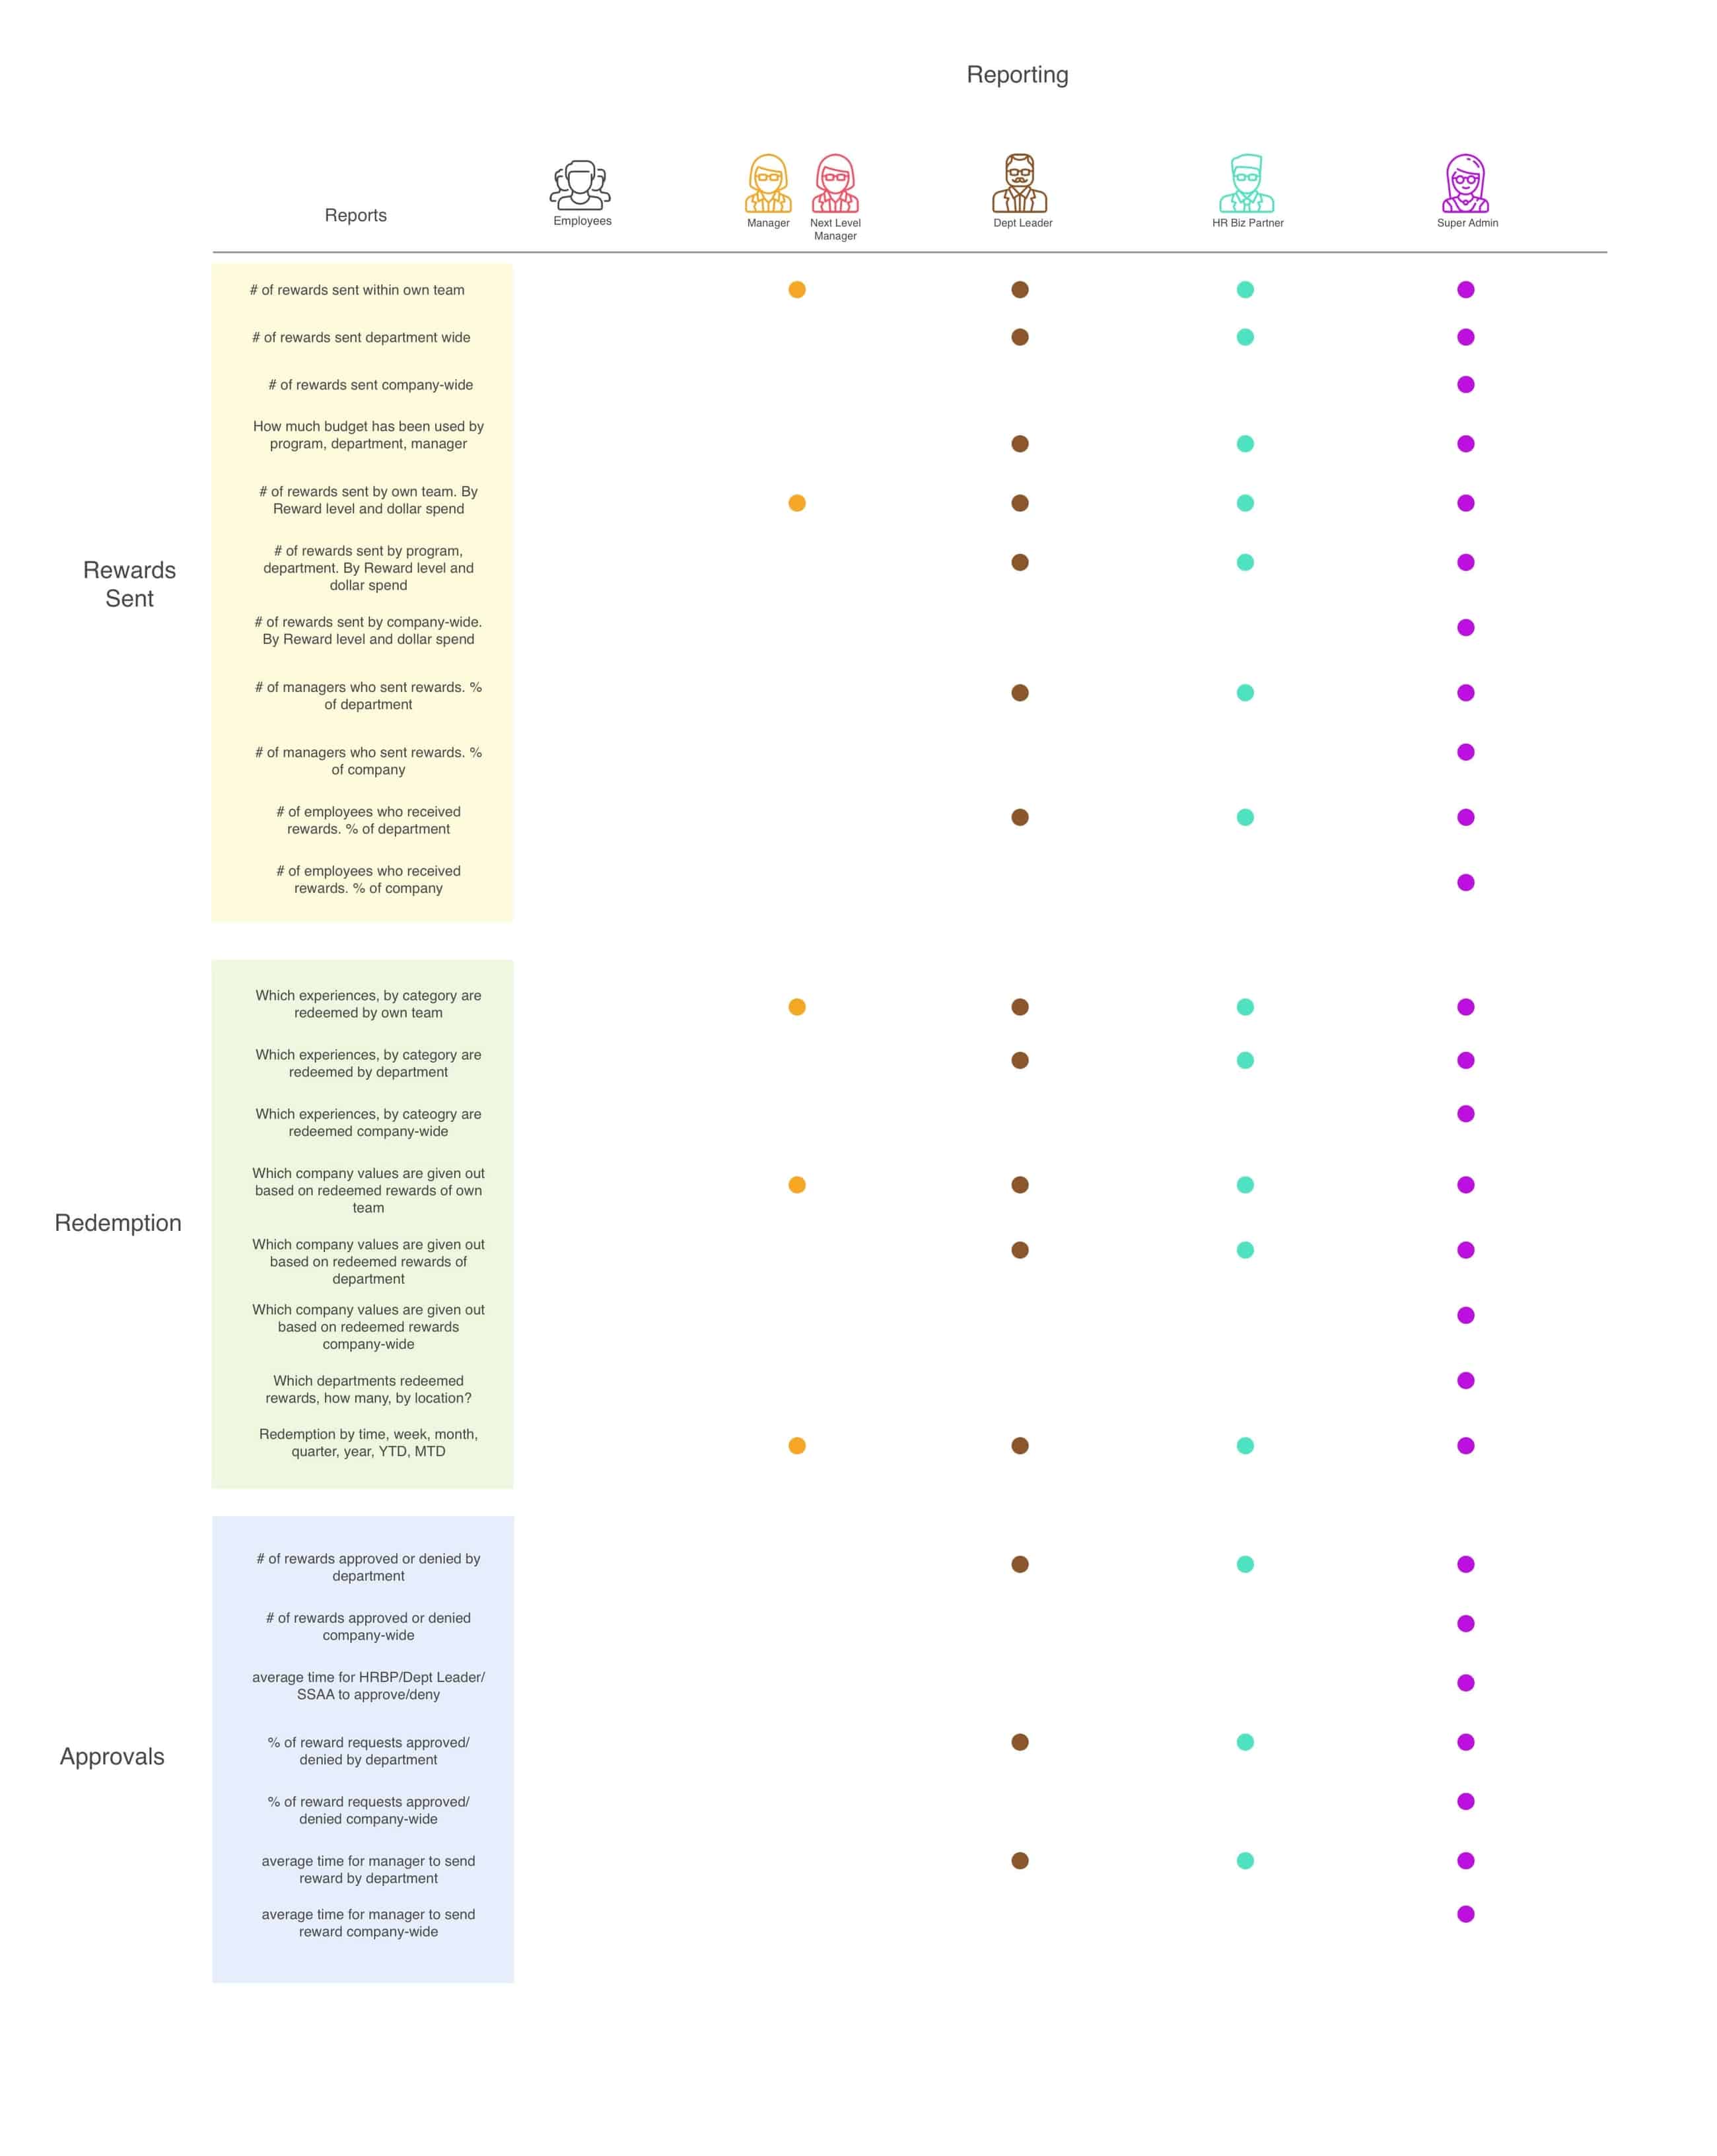 Reporting
Reports
Employees
Manager
Next Level
Manager
Dept Leader
HR Biz Partner
Super Admin
Rewards
Sent
# of rewards sent within own team
# of rewards sent department wide
# of rewards sent company-wide
How much budget has been used by
program, department, manager
# of rewards sent by own team. By
Reward level and dollar spend
# of rewards sent by program,
department. By Reward level and
dollar spend
# of rewards sent by company-wide.
By Reward level and dollar spend
# of managers who sent rewards. %
of department
# of managers who sent rewards. %
of company
# of employees who received
rewards. % of department
# of employees who received
rewards. % of company
Redemption
Which experiences, by category are
redeemed by own team
Which experiences, by category are
redeemed by department
Which experiences, by cateogry are
redeemed company-wide
Which company values are given out
based on redeemed rewards of own
team
Which company values are given out
based on redeemed rewards of
department
Which company values are given out
based on redeemed rewards
company-wide
Which departments redeemed
rewards, how many, by location?
Redemption by time, week, month,
quarter, year, YTD, MTD
Approvals
# of rewards approved or denied by
department
# of rewards approved or denied
company-wide
average time for HRBP/Dept Leader/
SSAA to approve/deny
% of reward requests approved/
denied by department
% of reward requests approved/
denied company-wide
average time for manager to send
reward by department
average time for manager to send
reward company-wide